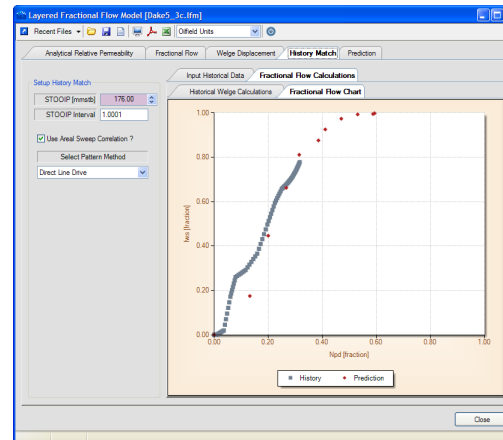 Layered Fractional Flow Model [Dake5_3c.lfm]
Recent Files
Oilfield Units
Analytical Relative Permeability
Fractional Flow
Welge Displacement
History Match
Prediction
Input Historical Data
Fractional Flow Calculations
Historical Welge Calculations
Fractional Flow Chart
Setup History Match
STOOIP [mmstb]
176.00
STOOIP Interval
1.0001
Use Areal Sweep Correlation ?
Select Pattern Method
Direct Line Drive
1.00
0.80
0.60
0.40
0.20
0.00
fws [fraction]
0.00
0.20
0.40
0.60
0.80
1.00
Npd [fraction]
History
Prediction
Close